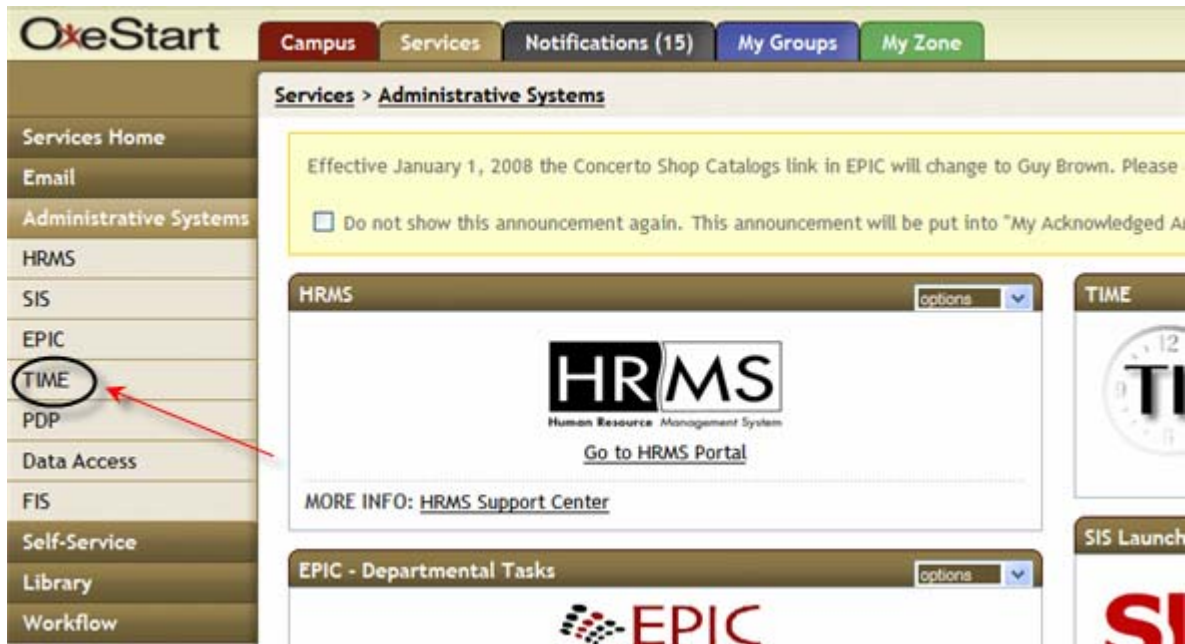 OneStart
Campus
Services
Notifications (15)
My Groups
My Zone
Services > Administrative Systems
Services Home
Email
Administrative Systems
HRMS
SIS
EPIC
TIME
PDP
Data Access
FIS
Self-Service
Library
Workflow
Effective January 1, 2008 the Concerto Shop Catalogs link in EPIC will change to Guy Brown. Please
Do not show this announcement again. This announcement will be put into "My Acknowledged
HRMS
options
HRMS
Human Resource Management System
Go to HRMS Portal
MORE INFO: HRMS Support Center
EPIC - Departmental Tasks
options
EPIC
TIME
12
9
SIS Launch